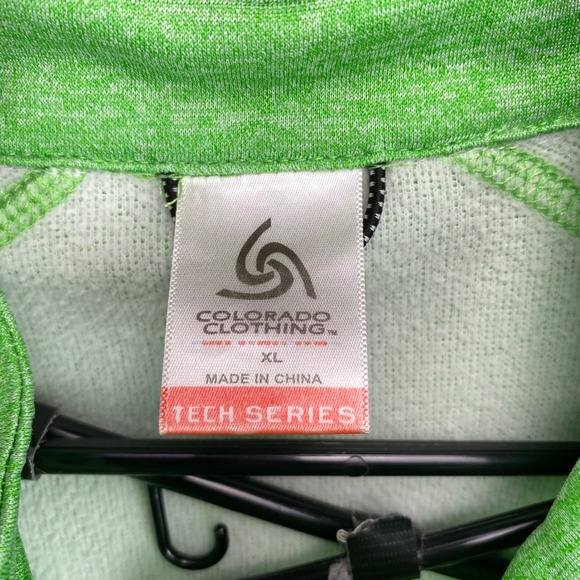 COLORADO
CLOTHING™
XL
MADE IN CHINA
TECH SERIES